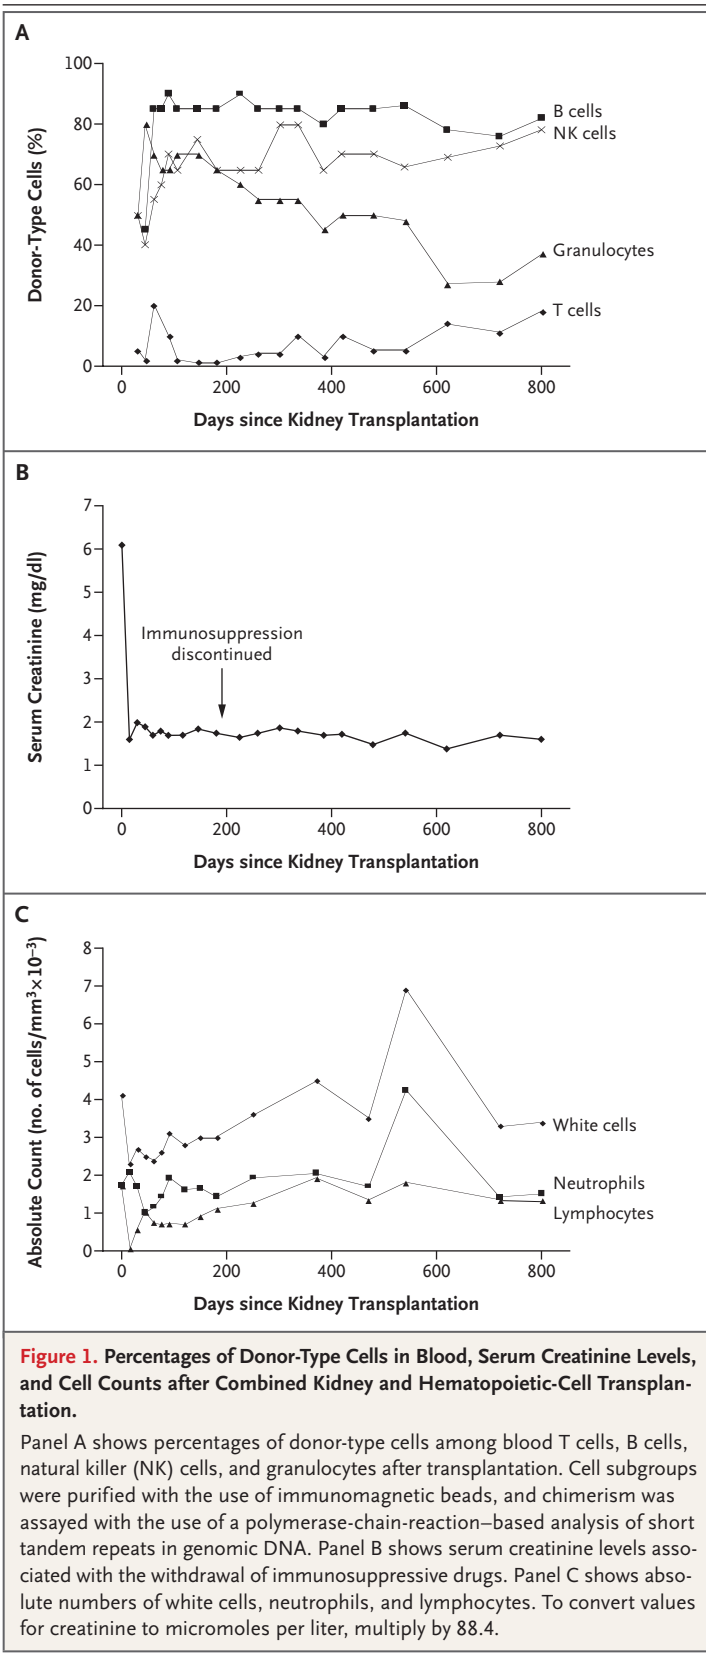 A
100
80
60
40
20
0
Donor-Type Cells (%)
B cells
NK cells
Granulocytes
T cells
0 200 400 600 800
Days since Kidney Transplantation
B
7
6
5
4
3
2
1
0
Serum Creatinine (mg/dl)
Immunosuppression
discontinued
0 200 400 600 800
Days since Kidney Transplantation
C
8
7
6
5
4
3
2
1
0
Absolute Count (no. of cells/mm³×10⁻³)
White cells
Neutrophils
Lymphocytes
0 200 400 600 800
Days since Kidney Transplantation
Figure 1. Percentages of Donor-Type Cells in Blood, Serum Creatinine Levels,
and Cell Counts after Combined Kidney and Hematopoietic-Cell Transplan-
tation.
Panel A shows percentages of donor-type cells among blood T cells, B cells,
natural killer (NK) cells, and granulocytes after transplantation. Cell subgroups
were purified with the use of immunomagnetic beads, and chimerism was
assayed with the use of a polymerase-chain-reaction–based analysis of short
tandem repeats in genomic DNA. Panel B shows serum creatinine levels asso-
ciated with the withdrawal of immunosuppressive drugs. Panel C shows abso-
lute numbers of white cells, neutrophils, and lymphocytes. To convert values
for creatinine to micromoles per liter, multiply by 88.4.